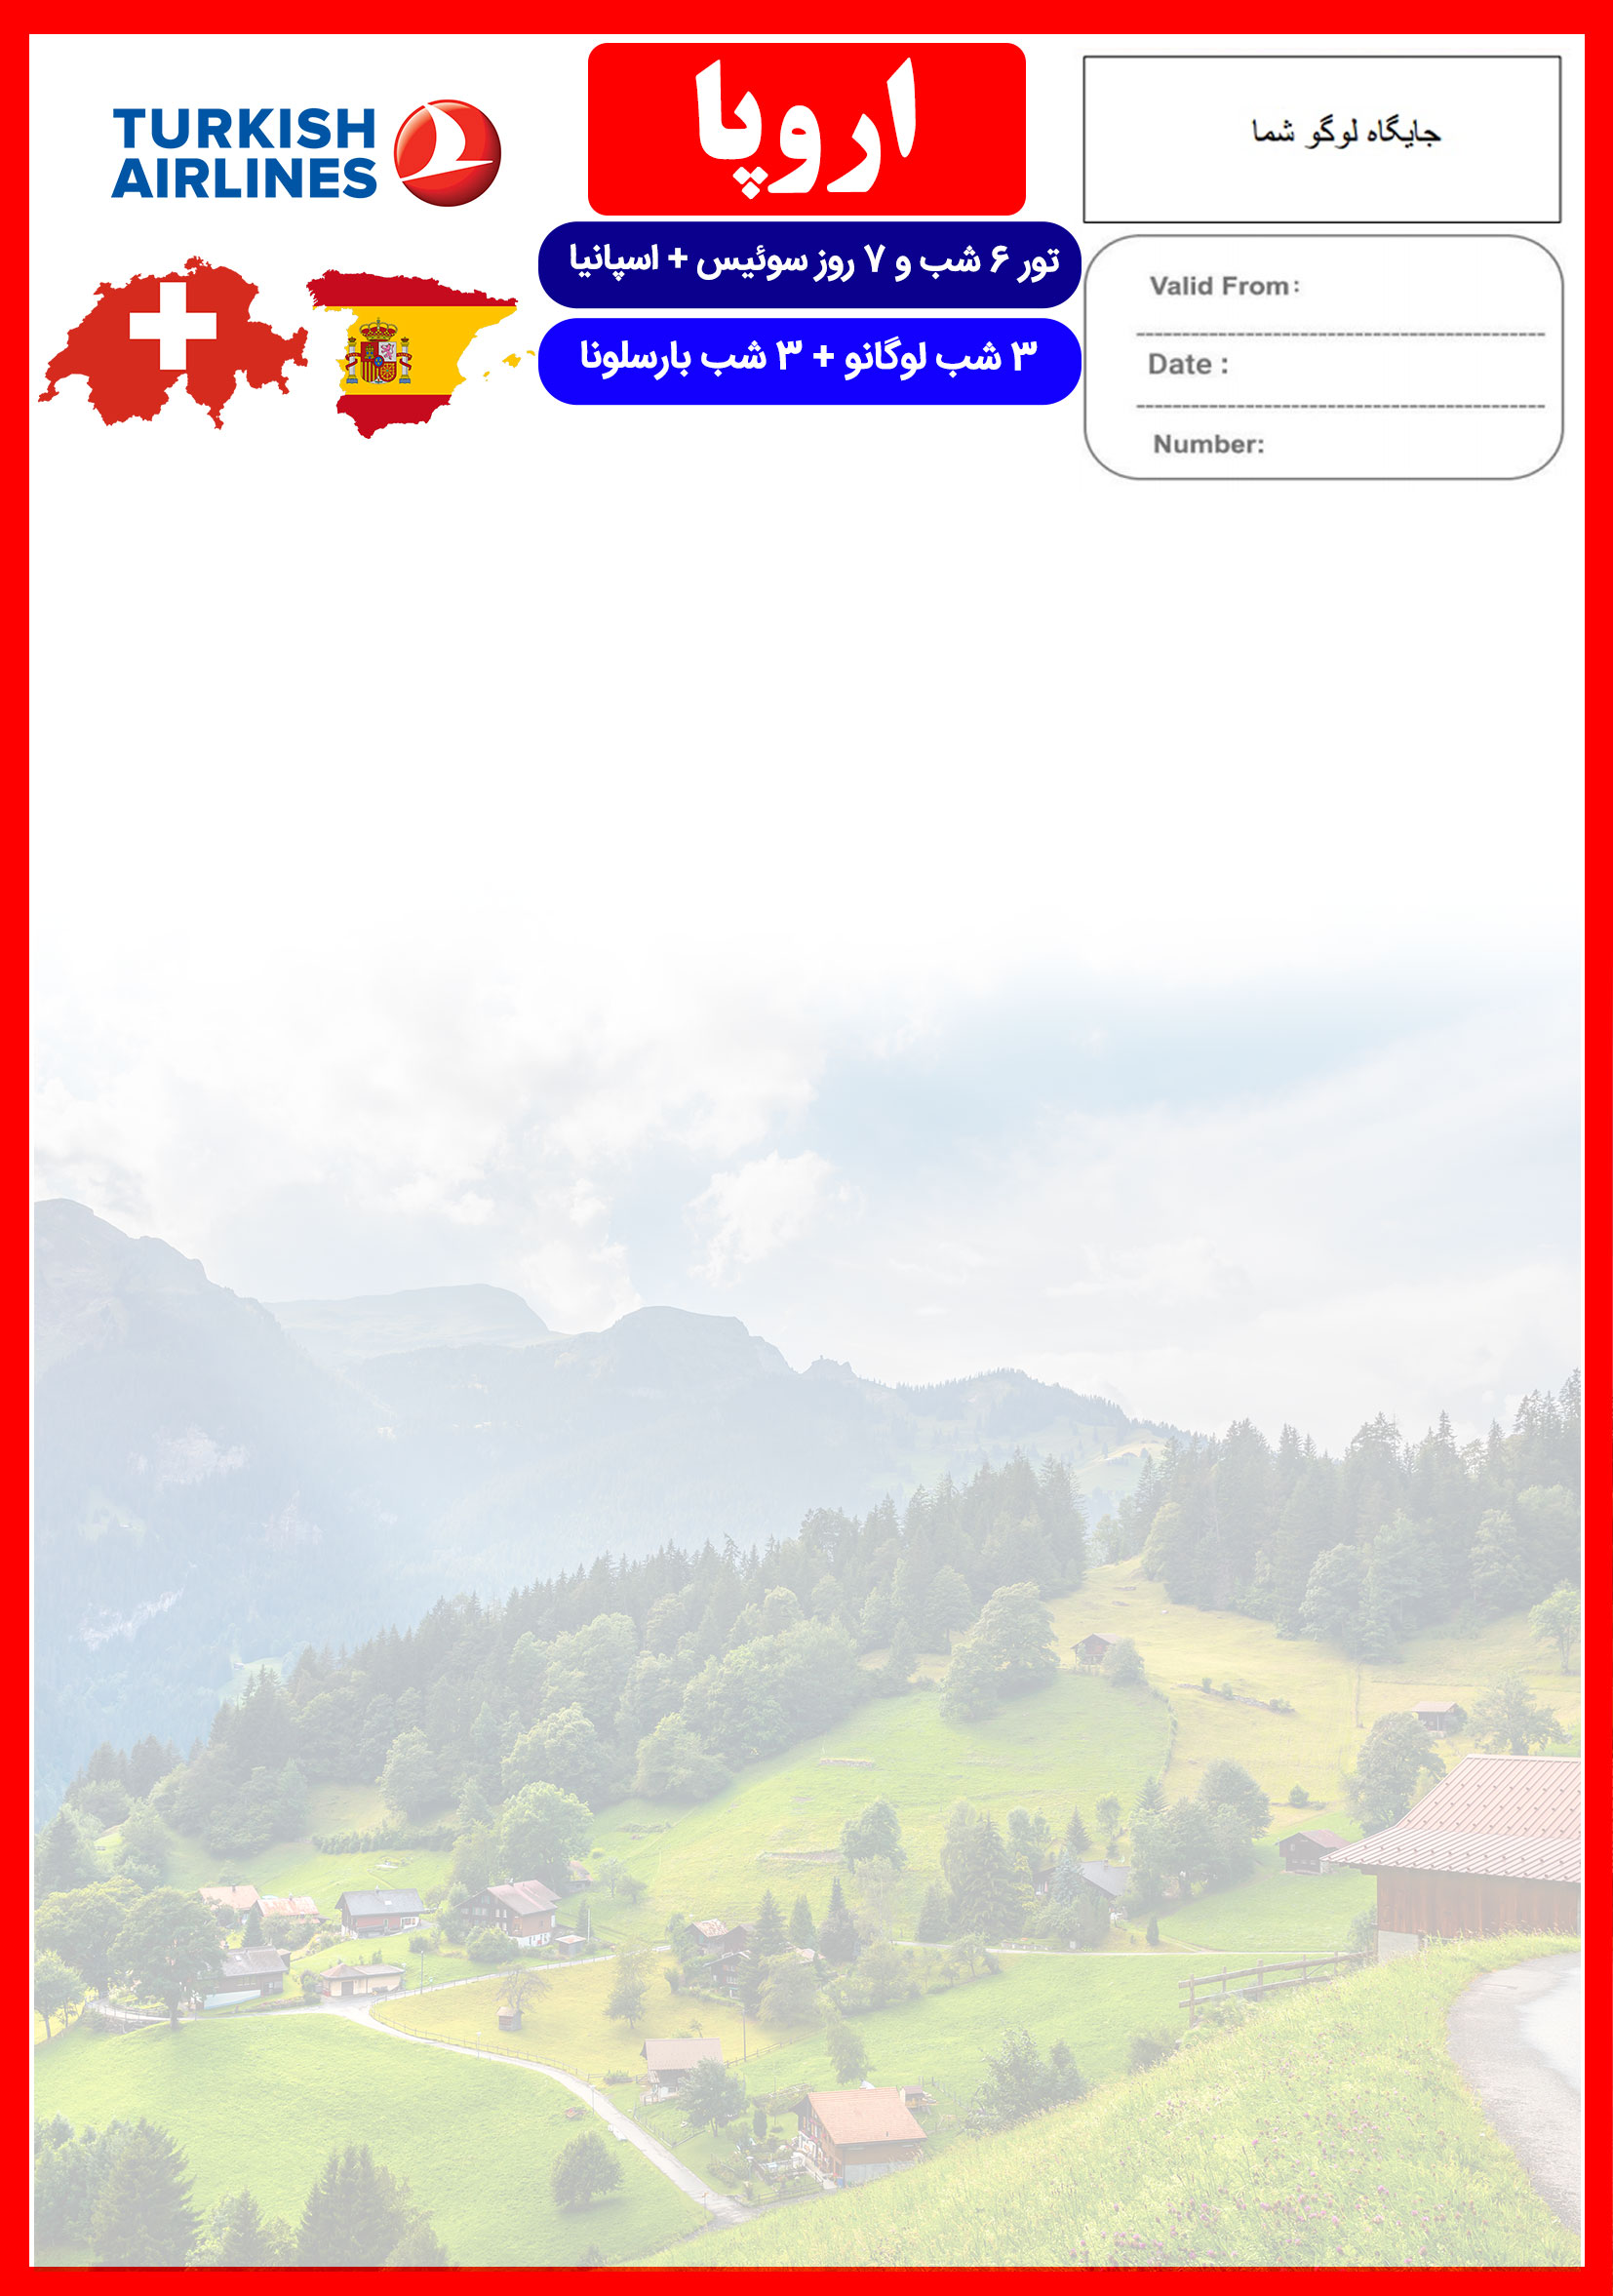 TURKISH
AIRLINES
اروپا
جایگاه لوگو شما
تور ۶ شب و ۷ روز سوئیس + اسپانیا
۳ شب لوگانو + ۳ شب بارسلونا
Valid From:
Date :
Number: